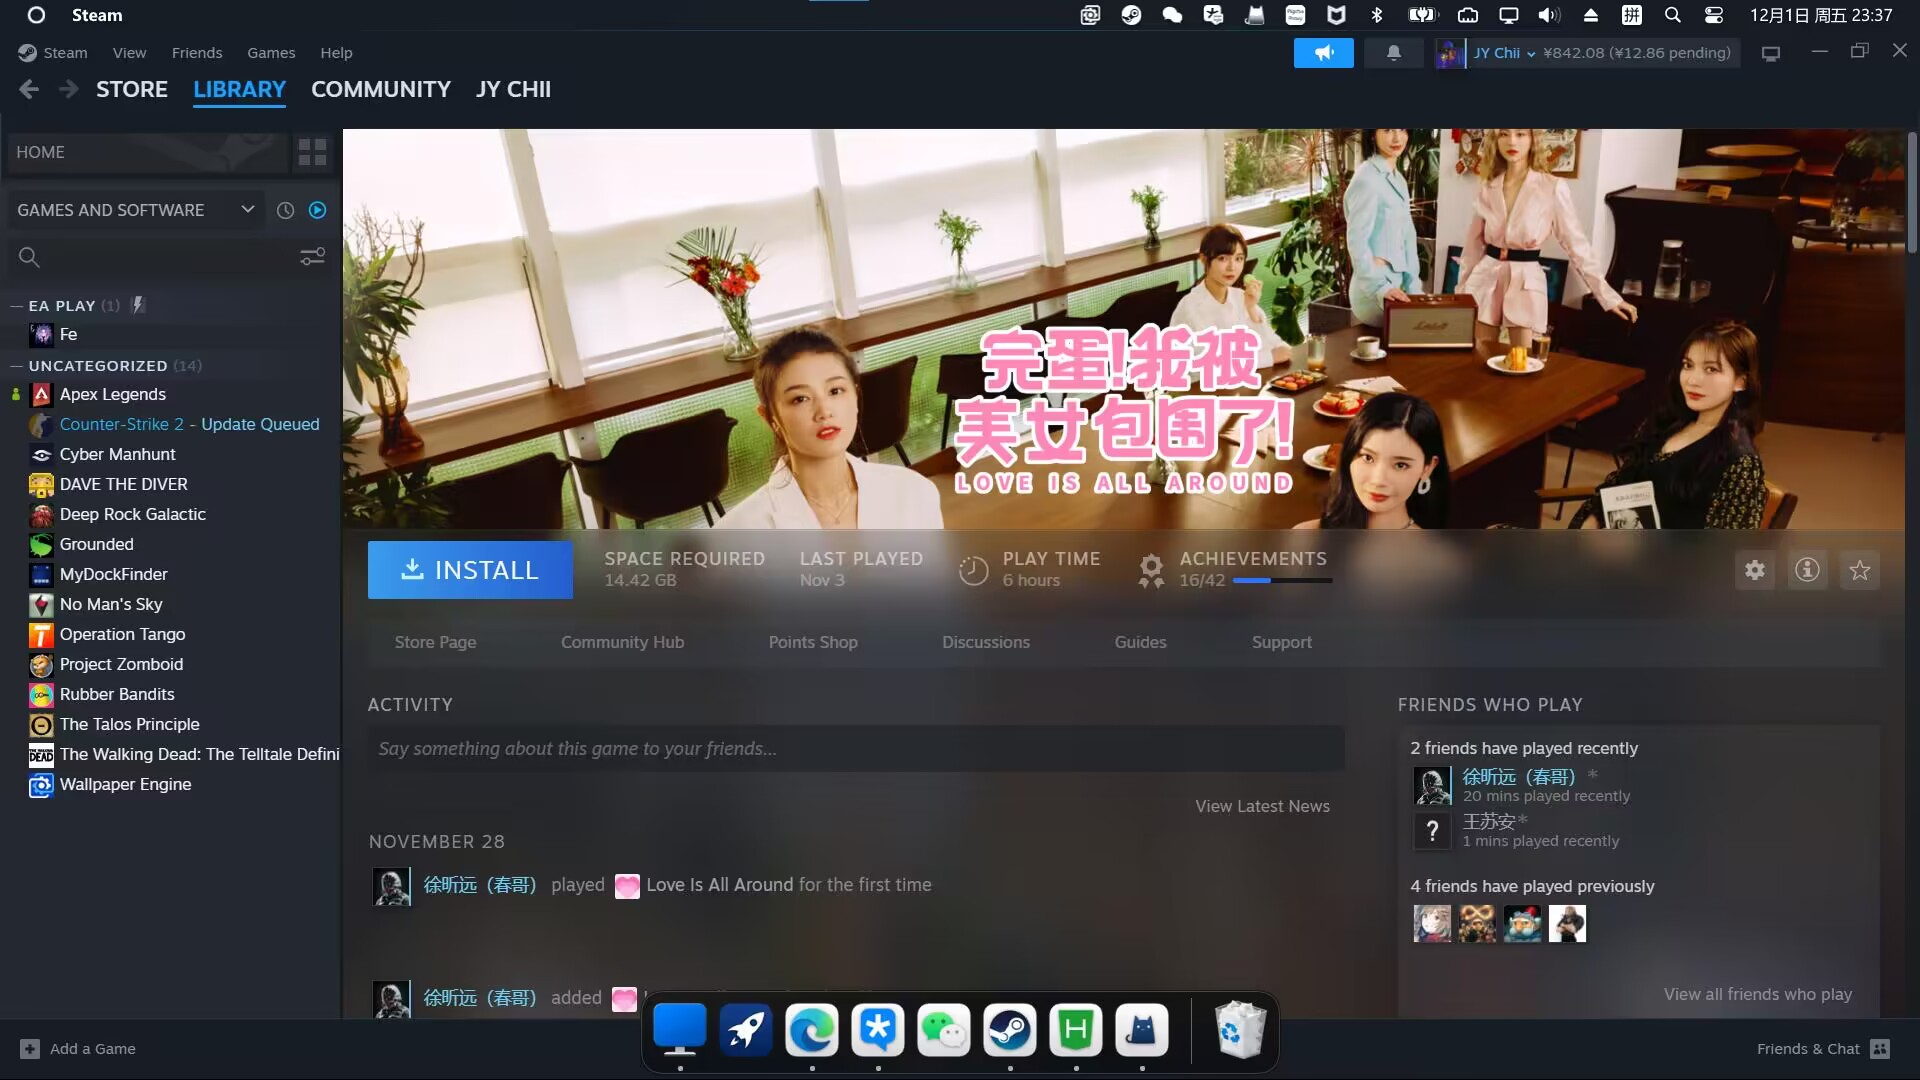 Steam
12月1日 周五 23:37
Steam View Friends Games Help
JY Chii ¥842.08 (¥12.86 pending)
STORE LIBRARY COMMUNITY JY CHII
HOME
GAMES AND SOFTWARE
— EA PLAY (1)
Fe
— UNCATEGORIZED (14)
Apex Legends
Counter-Strike 2 - Update Queued
Cyber Manhunt
DAVE THE DIVER
Deep Rock Galactic
Grounded
MyDockFinder
No Man's Sky
Operation Tango
Project Zomboid
Rubber Bandits
The Talos Principle
The Walking Dead: The Telltale Defini
Wallpaper Engine
完蛋!我被
美女包围了!
LOVE IS ALL AROUND
INSTALL
SPACE REQUIRED
14.42 GB
LAST PLAYED
Nov 3
PLAY TIME
6 hours
ACHIEVEMENTS
16/42
Store Page Community Hub Points Shop Discussions Guides Support
ACTIVITY
Say something about this game to your friends...
View Latest News
NOVEMBER 28
徐昕远（春哥） played Love Is All Around for the first time
徐昕远（春哥） added
FRIENDS WHO PLAY
2 friends have played recently
徐昕远（春哥） *
20 mins played recently
?
王苏安*
1 mins played recently
4 friends have played previously
View all friends who play
Add a Game
Friends & Chat